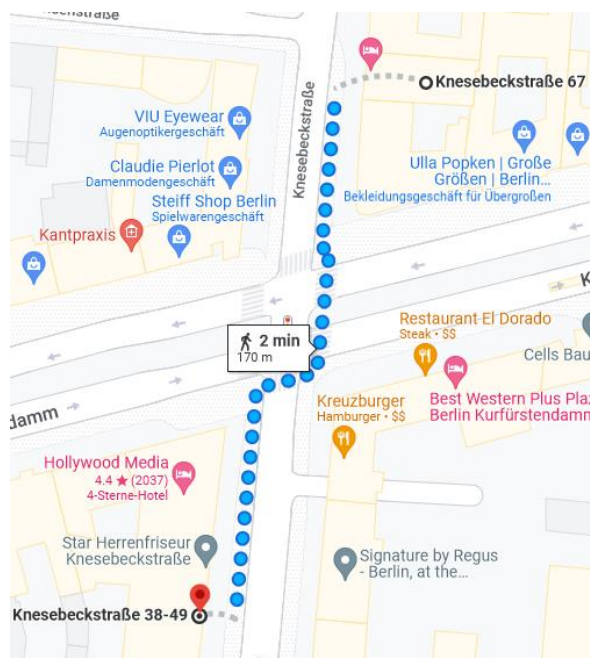 Knesebeckstraße 67
VIU Eyewear
Augenoptikergeschäft
Knesebeckstraße
Claudie Pierlot
Damenmodengeschäft
Ulla Popken | Große
Größen | Berlin...
Bekleidungsgeschäft für Übergroßen
Steiff Shop Berlin
Spielwarengeschäft
Kantpraxis
2 min
170 m
Restaurant El Dorado
Steak • $$
Cells Bau
Kreuzburger
Hamburger • $$
Best Western Plus Plaz
Berlin Kurfürstendamm
damm
Hollywood Media
4.4 ★ (2037)
4-Sterne-Hotel
Star Herrenfriseur
Knesebeckstraße
Signature by Regus
- Berlin, at the...
Knesebeckstraße 38-49